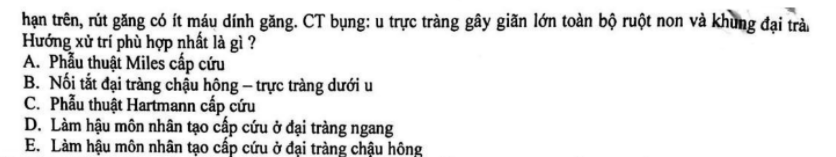 hạn trên, rút găng có ít máu dính găng. CT bụng: u trực tràng gây giãn lớn toàn bộ ruột non và khung đại trà
Hướng xử trí phù hợp nhất là gì ?
A. Phẫu thuật Miles cấp cứu
B. Nối tắt đại tràng chậu hông – trực tràng dưới u
C. Phẫu thuật Hartmann cấp cứu
D. Làm hậu môn nhân tạo cấp cứu ở đại tràng ngang
E. Làm hậu môn nhân tạo cấp cứu ở đại tràng chậu hông